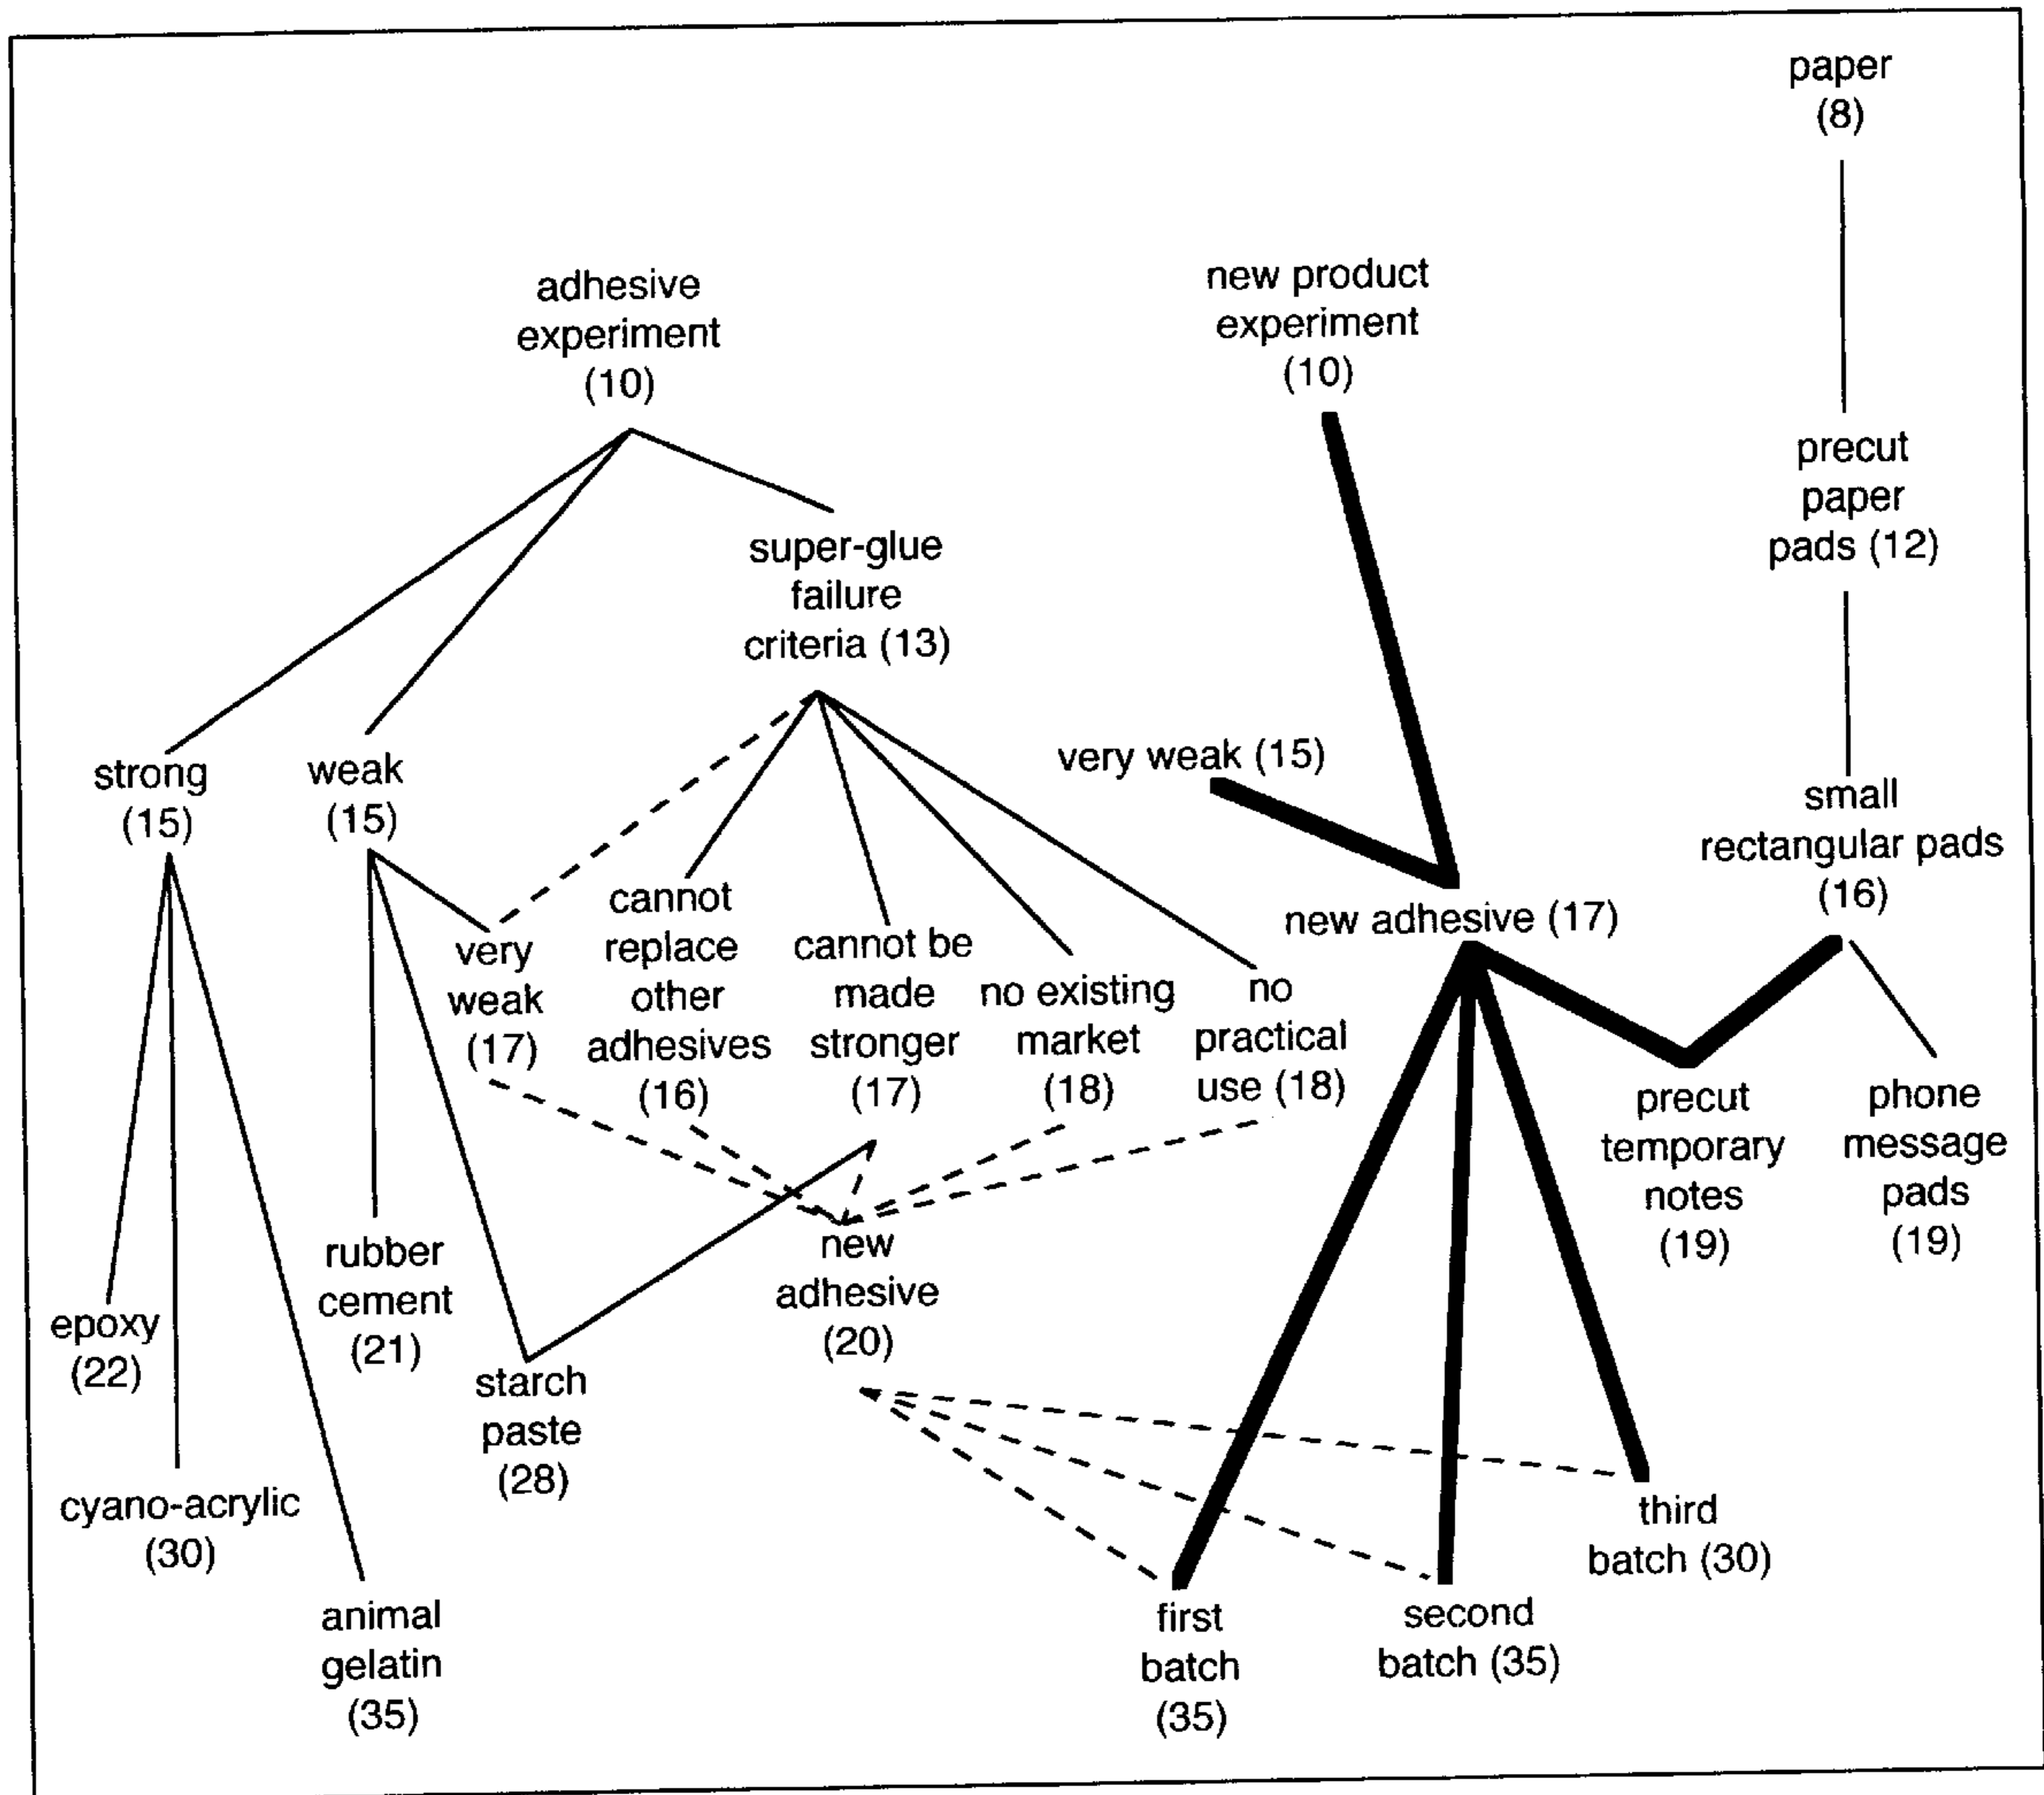 paper
(8)
adhesive
experiment
(10)
new product
experiment
(10)
precut
paper
pads (12)
super-glue
failure
criteria (13)
strong
(15)
weak
(15)
very weak (15)
small
rectangular pads
(16)
very
weak
(17)
cannot
replace
other
adhesives
(16)
cannot be
made
stronger
(17)
no existing
market
(18)
no
practical
use (18)
new adhesive (17)
precut
temporary
notes
(19)
phone
message
pads
(19)
epoxy
(22)
rubber
cement
(21)
new
adhesive
(20)
starch
paste
(28)
cyano-acrylic
(30)
animal
gelatin
(35)
first
batch
(35)
second
batch (35)
third
batch (30)